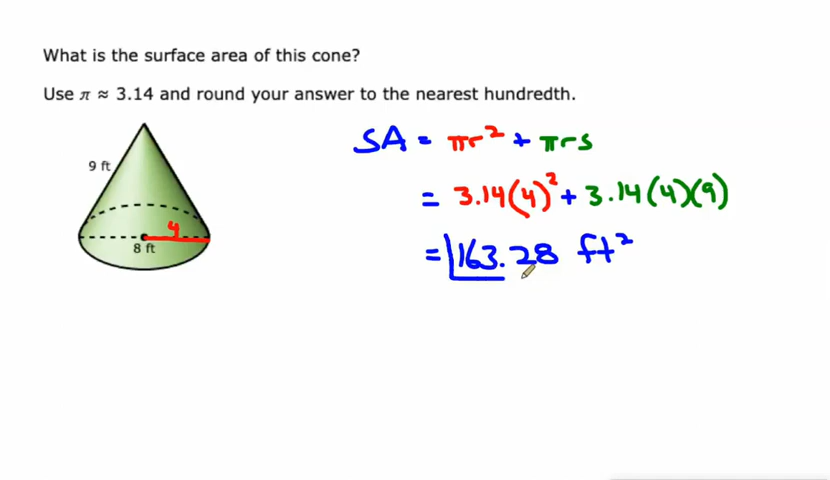 What is the surface area of this cone?
Use π ≈ 3.14 and round your answer to the nearest hundredth.
SA = πr² + πrs
9 ft
= 3.14(4)² + 3.14(4)(9)
4
8 ft
= 163.28 ft²